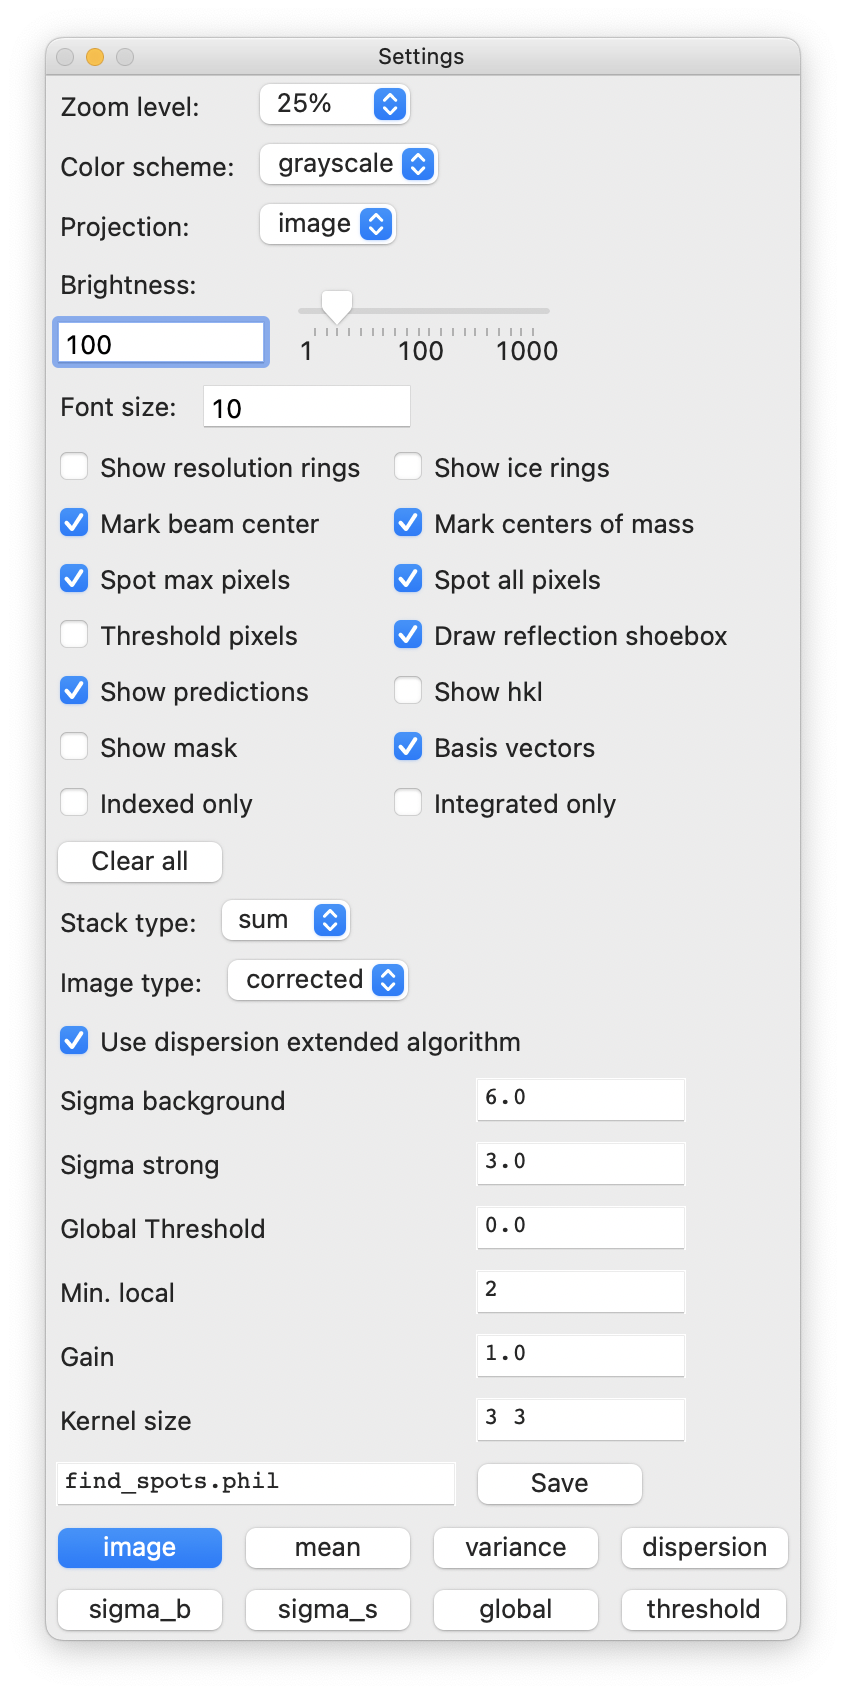 Settings
Zoom level: 25%
Color scheme: grayscale
Projection: image
Brightness:
100
1 100 1000
Font size: 10
Show resolution rings Show ice rings
Mark beam center Mark centers of mass
Spot max pixels Spot all pixels
Threshold pixels Draw reflection shoebox
Show predictions Show hkl
Show mask Basis vectors
Indexed only Integrated only
Clear all
Stack type: sum
Image type: corrected
Use dispersion extended algorithm
Sigma background 6.0
Sigma strong 3.0
Global Threshold 0.0
Min. local 2
Gain 1.0
Kernel size 3 3
find_spots.phil Save
image mean variance dispersion
sigma_b sigma_s global threshold